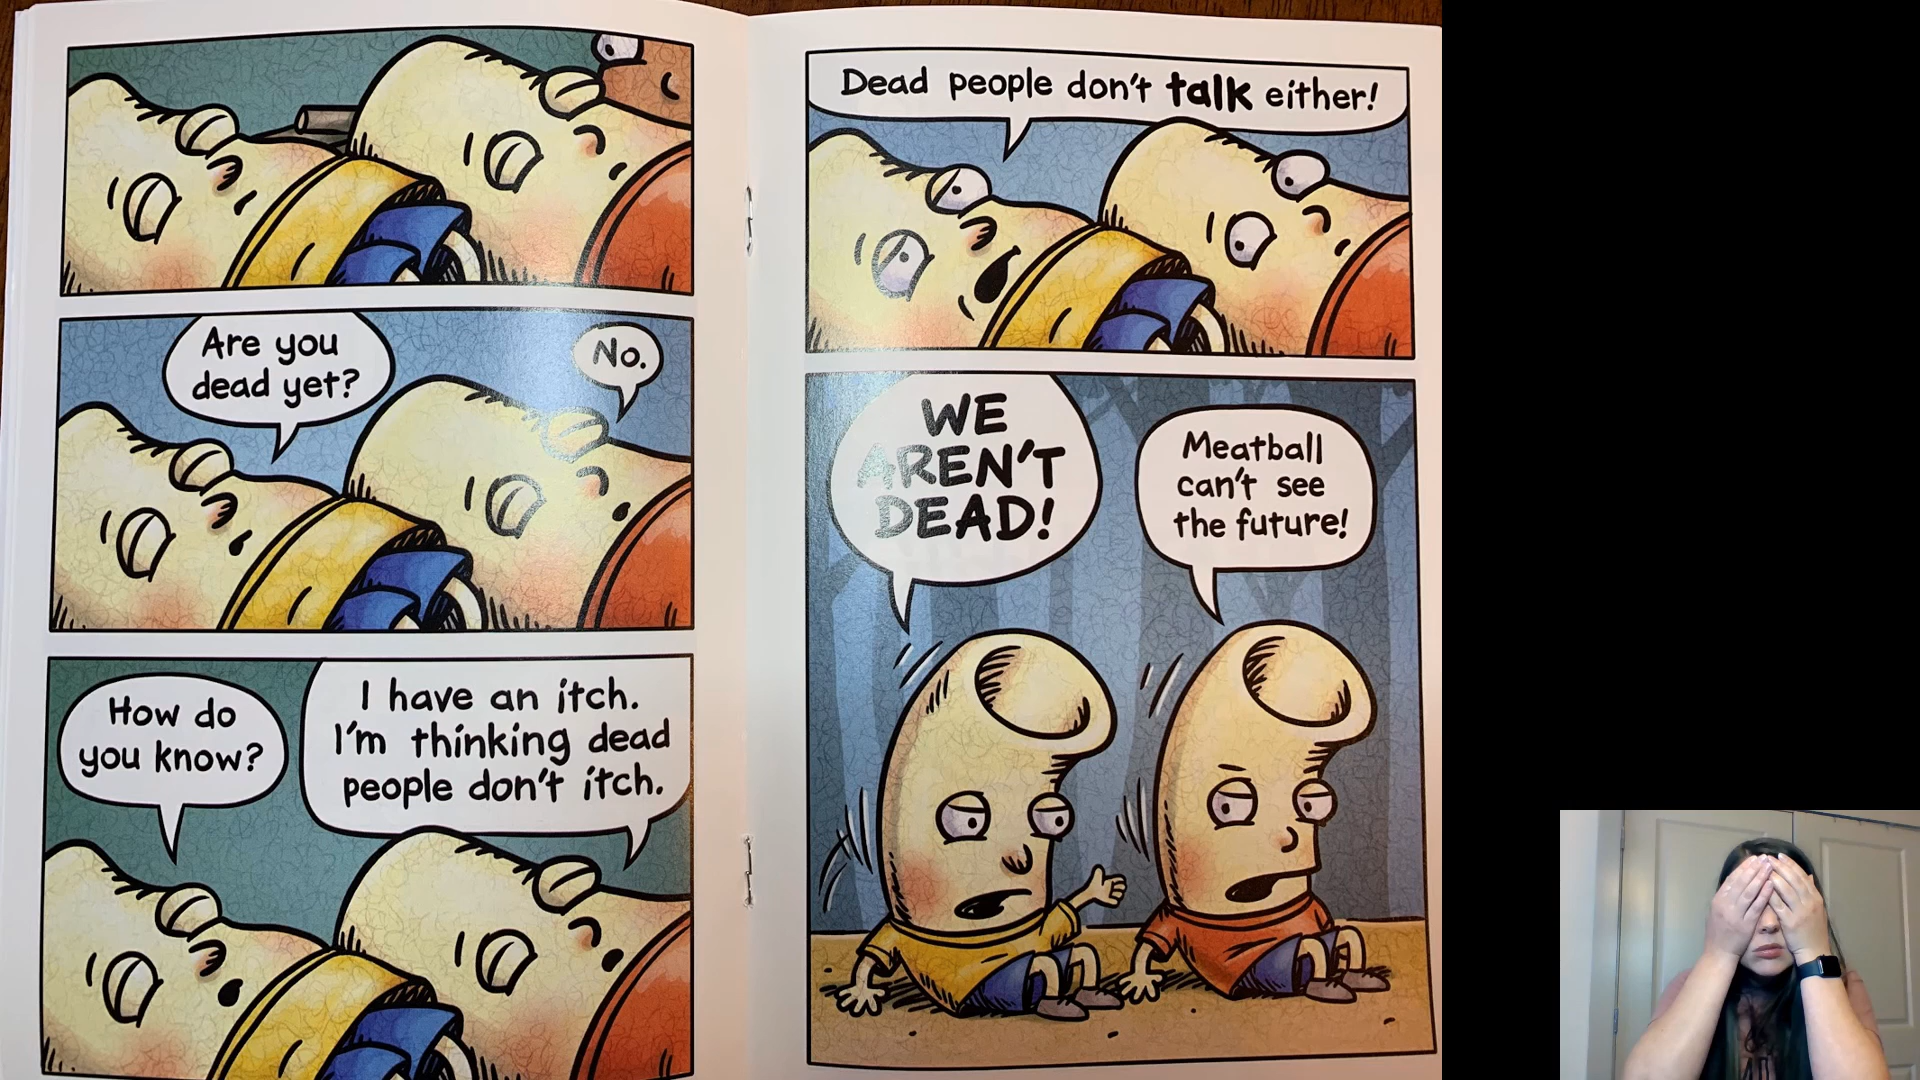 Are you
dead yet?
No.
How do
you know?
I have an itch.
I'm thinking dead
people don't itch.
Dead people don't talk either!
WE
AREN'T
DEAD!
Meatball
can't see
the future!